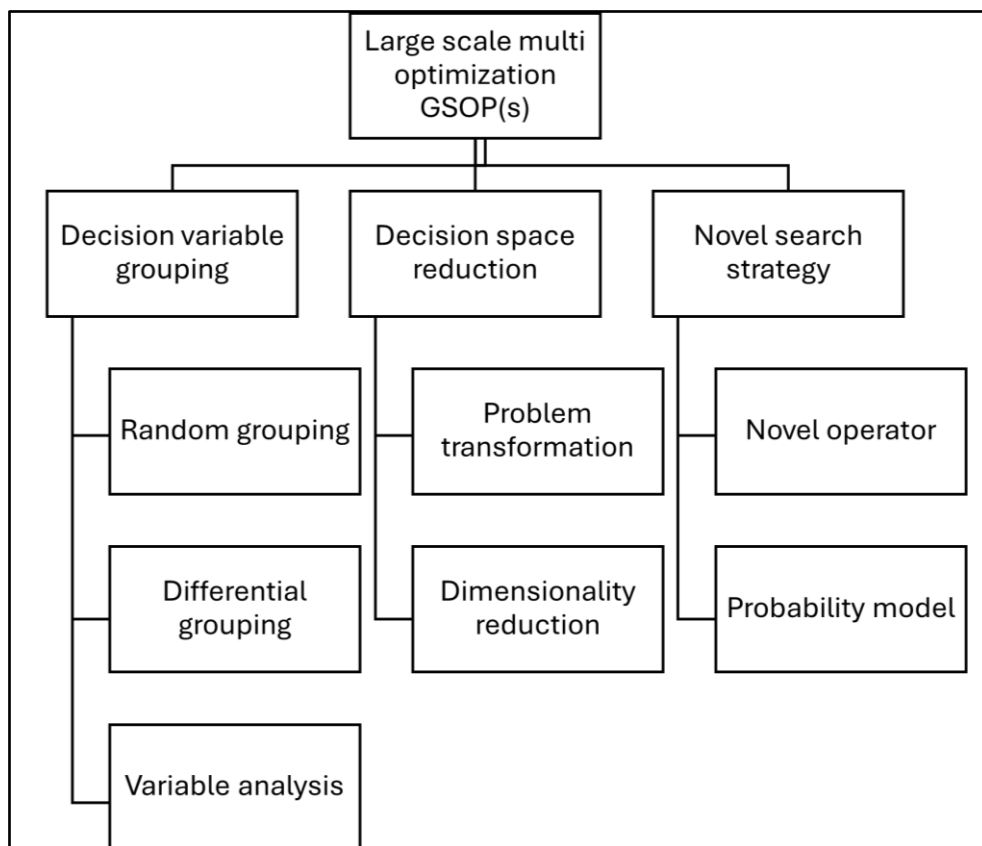 Large scale multi
optimization
GSOP(s)
Decision variable
grouping
Decision space
reduction
Novel search
strategy
Random grouping
Problem
transformation
Novel operator
Differential
grouping
Dimensionality
reduction
Probability model
Variable analysis